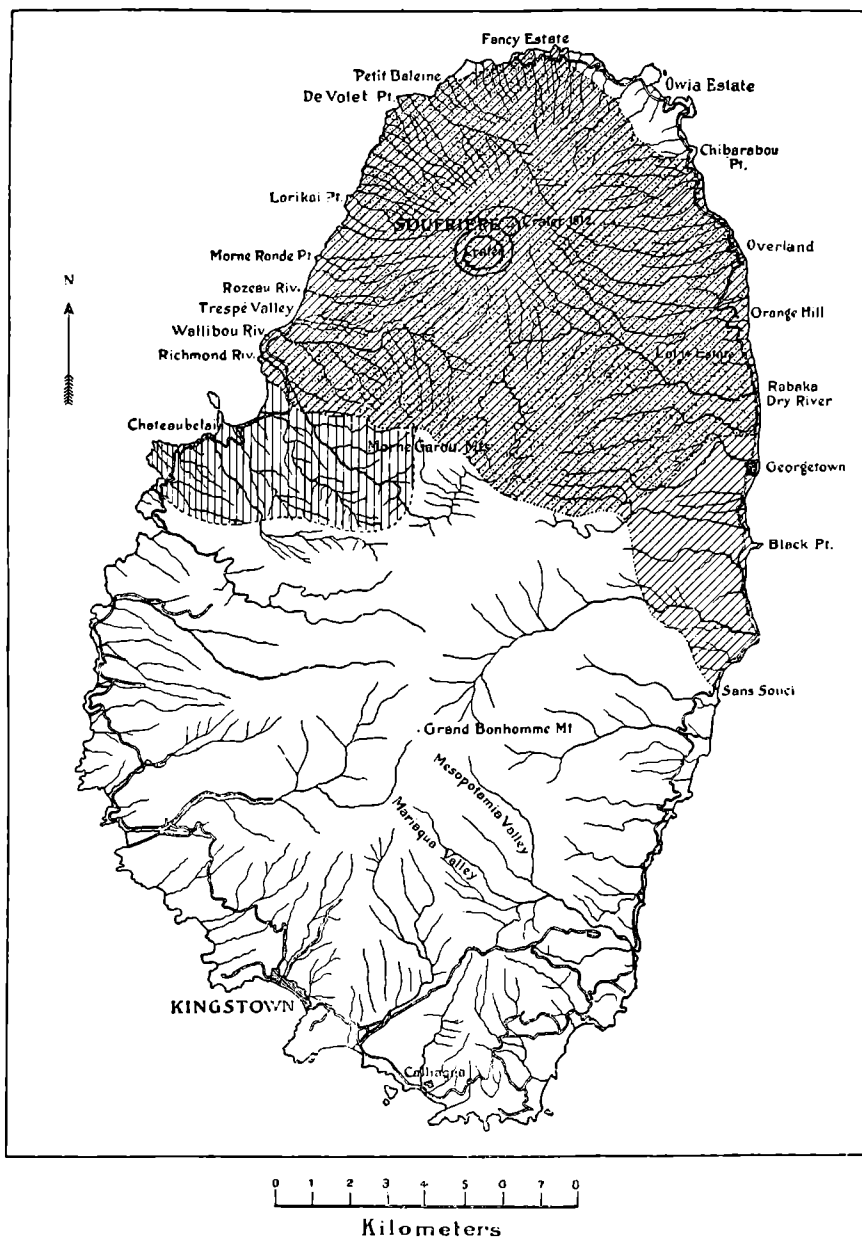 Fancy Estate
Petit Baleine
De Volet Pt.
Owia Estate
Chibarabou
Pt.
Larikai Pt.
SOUFRIERE
Crater 1812
Crater
Morne Ronde Pt.
Overland
Rozeau Riv.
Trespé Valley
Orange Hill
Wallibou Riv.
Richmond Riv.
Estate
Rabaka
Dry River
N
Chateaubelair
Morne Garou Mts
Georgetown
Black Pt.
Sans Souci
Grand Bonhomme Mt
Mesopotamia Valley
Mariaqua Valley
KINGSTOWN
0 1 2 3 4 5 6 7 8
Kilometers